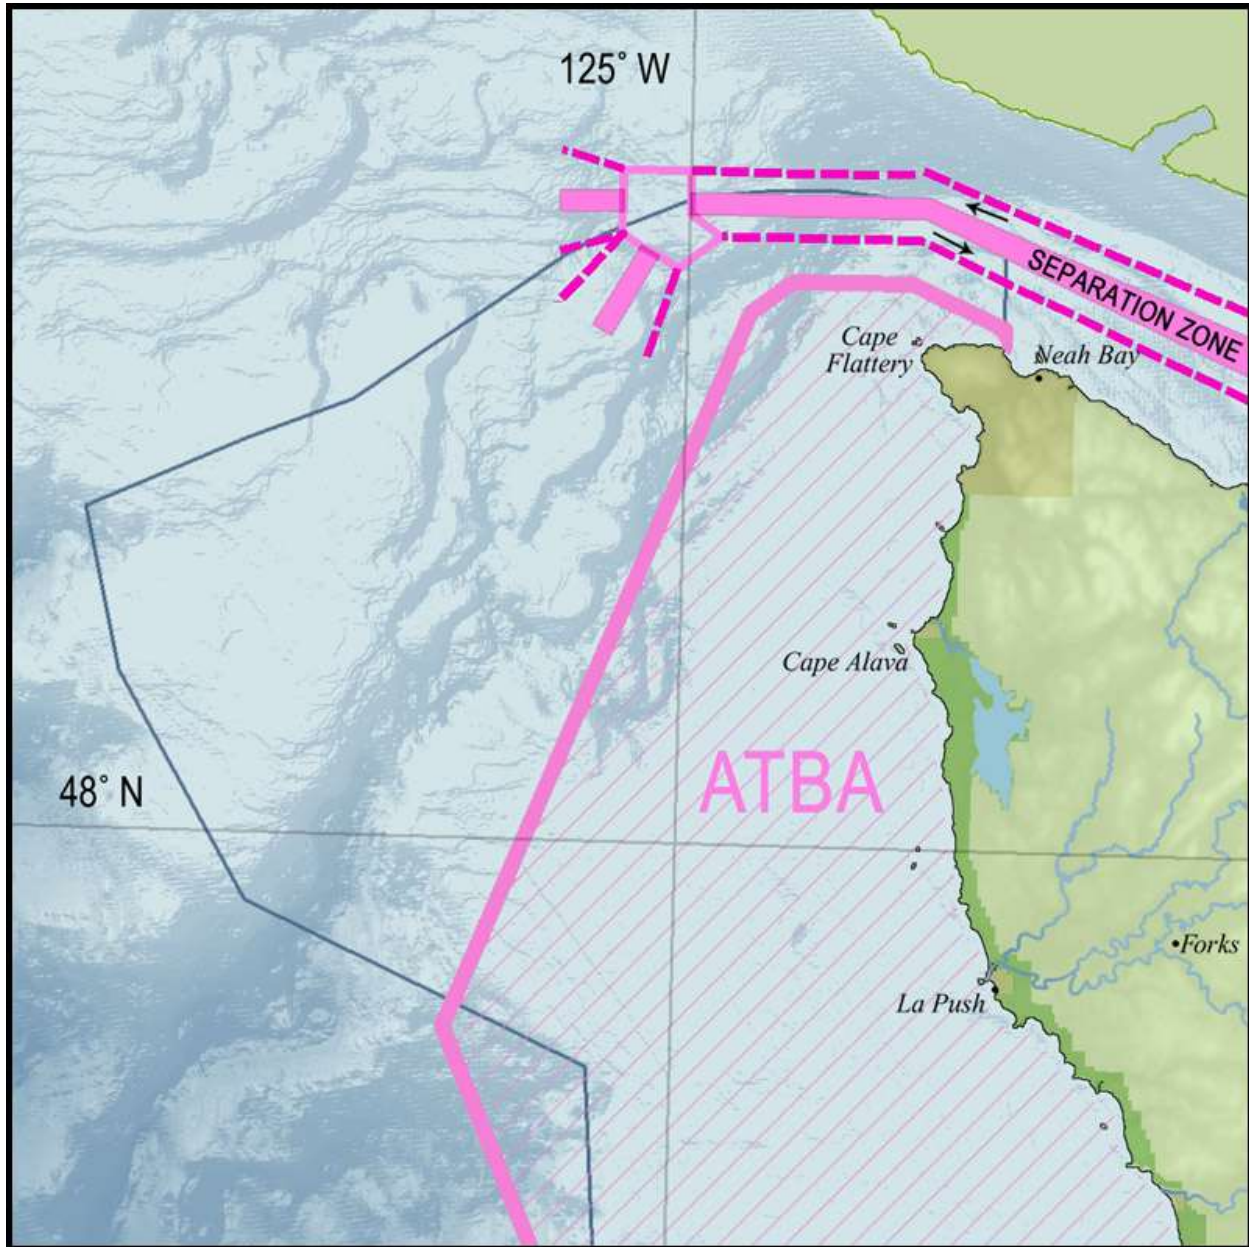 125° W
SEPARATION ZONE
Cape
Flattery
Neah Bay
Cape Alava
ATBA
48° N
Forks
La Push